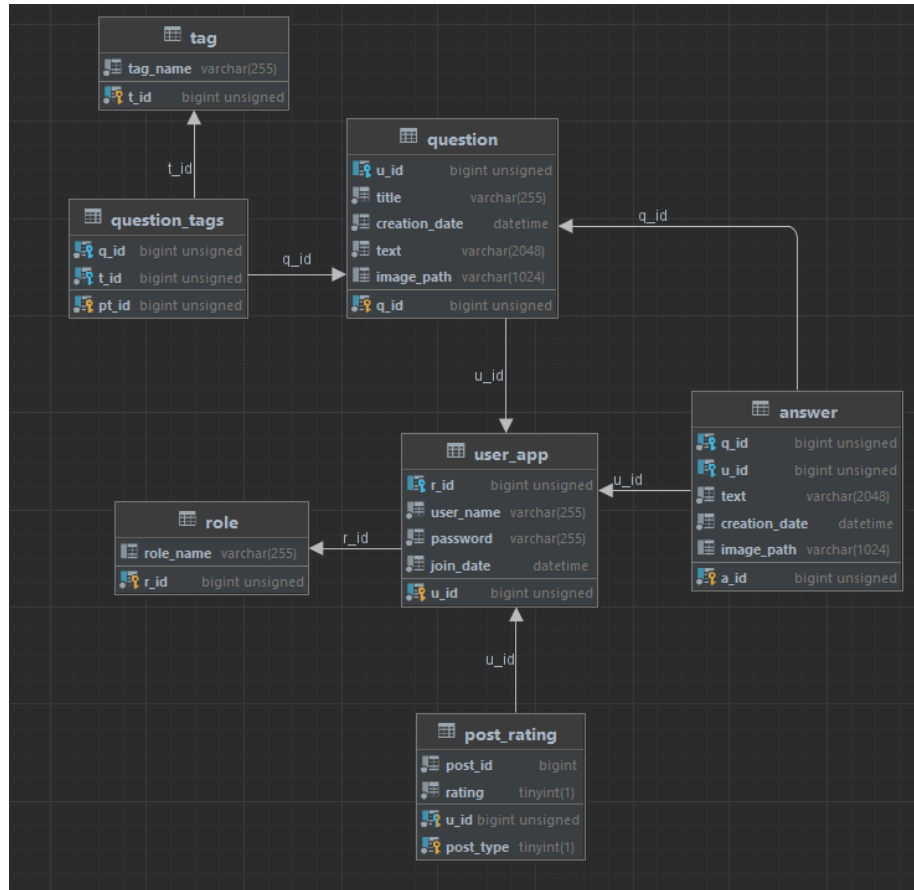 tag
tag_name varchar(255)
t_id bigint unsigned
t_id
question
u_id bigint unsigned
title varchar(255)
creation_date datetime
text varchar(2048)
image_path varchar(1024)
q_id bigint unsigned
question_tags
q_id bigint unsigned
t_id bigint unsigned
pt_id bigint unsigned
q_id
q_id
u_id
answer
q_id bigint unsigned
u_id bigint unsigned
text varchar(2048)
creation_date datetime
image_path varchar(1024)
a_id bigint unsigned
user_app
r_id bigint unsigned
user_name varchar(255)
password varchar(255)
join_date datetime
u_id bigint unsigned
u_id
role
role_name varchar(255)
r_id bigint unsigned
r_id
u_id
post_rating
post_id bigint
rating tinyint(1)
u_id bigint unsigned
post_type tinyint(1)